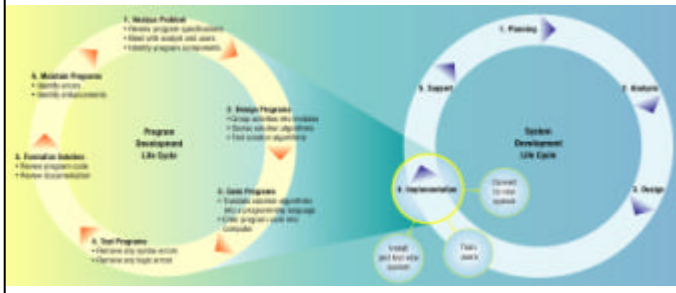 1. Analyze Problem
• Review program specifications
• Meet with analyst and users
• Identify program components
2. Design Programs
• Group activities into modules
• Devise solution algorithms
• Test solution algorithms
3. Code Programs
• Translate solution algorithms
into a programming language
• Enter program code into
computer
4. Test Programs
• Remove any syntax errors
• Remove any logic errors
5. Formalize Solution
• Review program code
• Review documentation
6. Maintain Programs
• Identify errors
• Identify enhancements
Program
Development
Life Cycle
1. Planning
2. Analysis
3. Design
4. Implementation
5. Support
System
Development
Life Cycle
Convert
to new
system
Train
users
Install
and test new
system